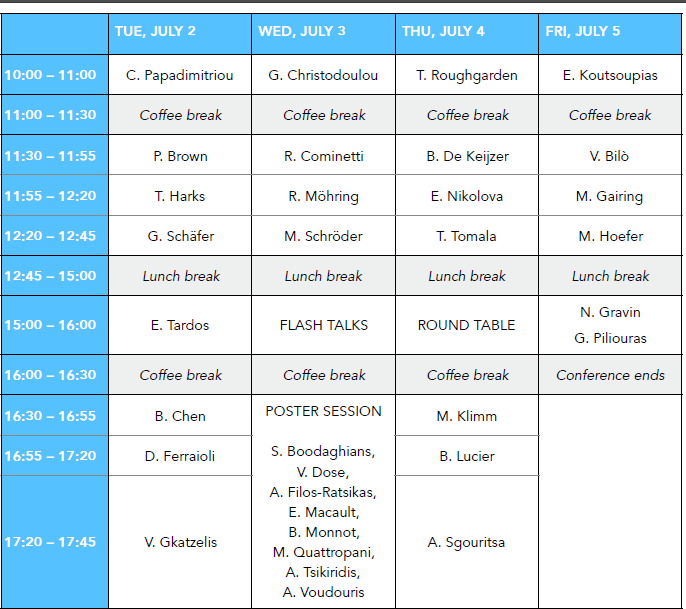 TUE, JULY 2 WED, JULY 3 THU, JULY 4 FRI, JULY 5
10:00 – 11:00 C. Papadimitriou G. Christodoulou T. Roughgarden E. Koutsoupias
11:00 – 11:30 Coffee break Coffee break Coffee break Coffee break
11:30 – 11:55 P. Brown R. Cominetti B. De Keijzer V. Bilò
11:55 – 12:20 T. Harks R. Möhring E. Nikolova M. Gairing
12:20 – 12:45 G. Schäfer M. Schröder T. Tomala M. Hoefer
12:45 – 15:00 Lunch break Lunch break Lunch break Lunch break
15:00 – 16:00 E. Tardos FLASH TALKS ROUND TABLE N. Gravin
G. Piliouras
16:00 – 16:30 Coffee break Coffee break Coffee break Conference ends
16:30 – 16:55 B. Chen POSTER SESSION M. Klimm
16:55 – 17:20 D. Ferraioli S. Boodaghians, B. Lucier
V. Dose,
A. Filos-Ratsikas,
E. Macault,
B. Monnot,
17:20 – 17:45 V. Gkatzelis M. Quattropani, A. Sgouritsa
A. Tsikiridis,
A. Voudouris